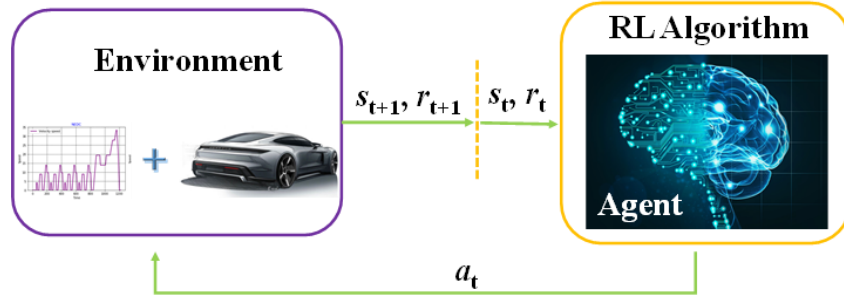 Environment
RL Algorithm
s_{t+1}, r_{t+1}
s_t, r_t
Agent
a_t